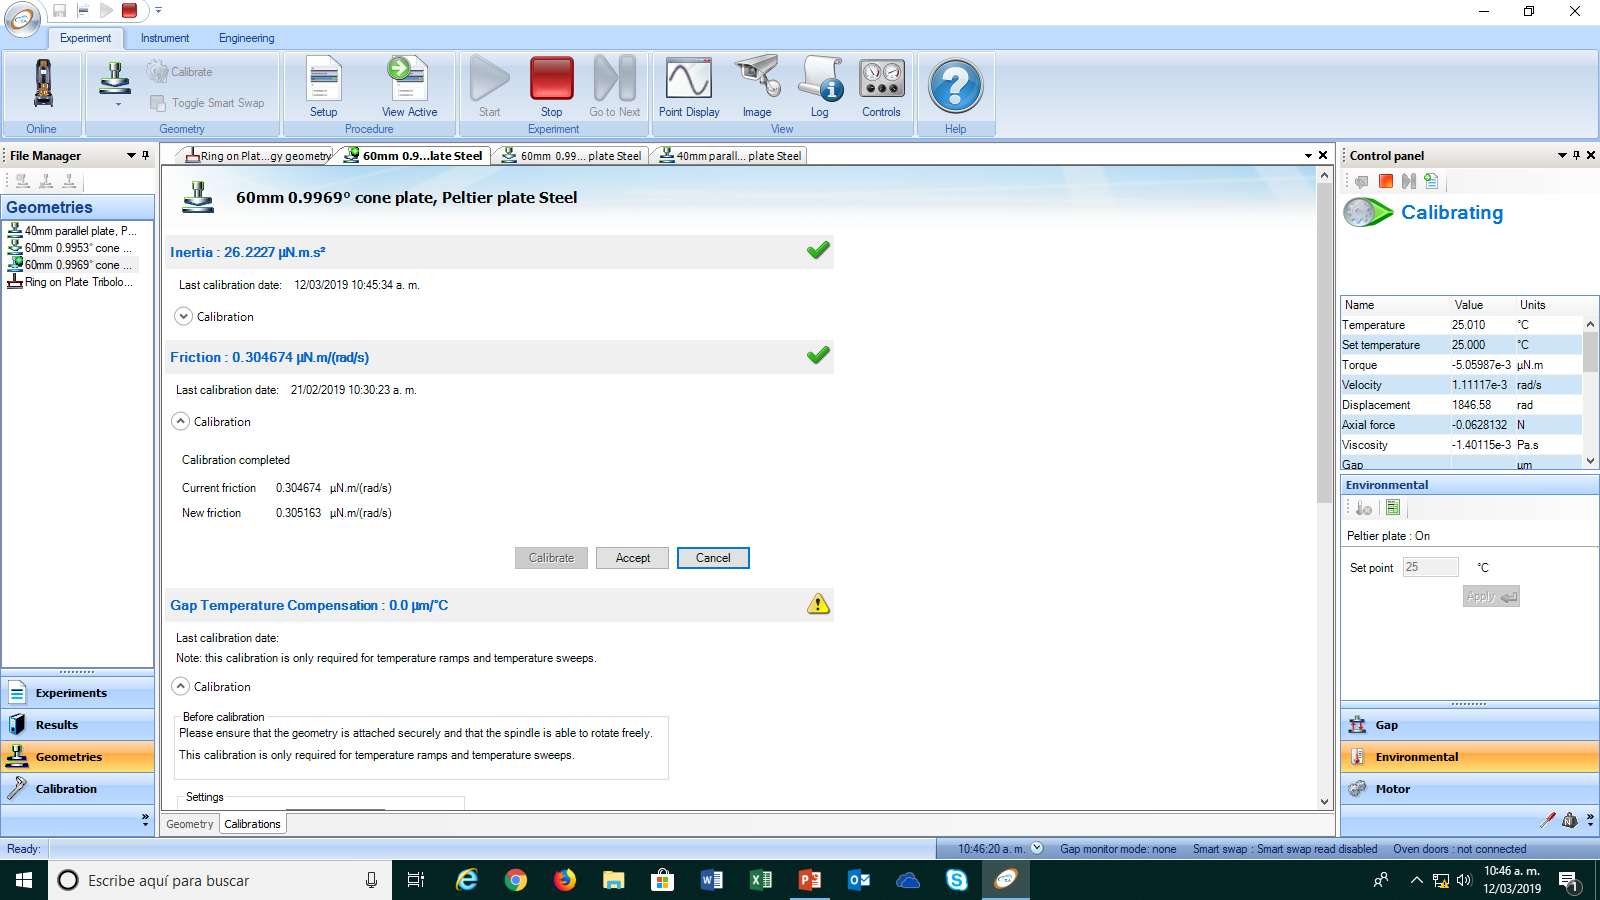 Experiment Instrument Engineering
Online
Calibrate
Toggle Smart Swap
Geometry
Setup View Active
Procedure
Start Stop Go to Next
Experiment
Point Display Image Log Controls
View
Help
File Manager
Geometries
40mm parallel plate, P...
60mm 0.9953° cone ...
60mm 0.9969° cone ...
Ring on Plate Tribolo...
Experiments
Results
Geometries
Calibration
Ring on Plat...gy geometry
60mm 0.9...late Steel
60mm 0.99... plate Steel
40mm parall... plate Steel
60mm 0.9969° cone plate, Peltier plate Steel
Inertia : 26.2227 µN.m.s²
Last calibration date: 12/03/2019 10:45:34 a. m.
Calibration
Friction : 0.304674 µN.m/(rad/s)
Last calibration date: 21/02/2019 10:30:23 a. m.
Calibration
Calibration completed
Current friction 0.304674 µN.m/(rad/s)
New friction 0.305163 µN.m/(rad/s)
Calibrate Accept Cancel
Gap Temperature Compensation : 0.0 µm/°C
Last calibration date:
Note: this calibration is only required for temperature ramps and temperature sweeps.
Calibration
Before calibration
Please ensure that the geometry is attached securely and that the spindle is able to rotate freely.
This calibration is only required for temperature ramps and temperature sweeps.
Settings
Geometry Calibrations
Control panel
Calibrating
Name Value Units
Temperature 25.010 °C
Set temperature 25.000 °C
Torque -5.05987e-3 µN.m
Velocity 1.11117e-3 rad/s
Displacement 1846.58 rad
Axial force -0.0628132 N
Viscosity -1.40115e-3 Pa.s
Gap µm
Environmental
Peltier plate : On
Set point 25 °C
Apply
Gap
Environmental
Motor
Ready:
10:46:20 a. m. Gap monitor mode: none Smart swap : Smart swap read disabled Oven doors : not connected
Escribe aquí para buscar
10:46 a. m.
12/03/2019
1